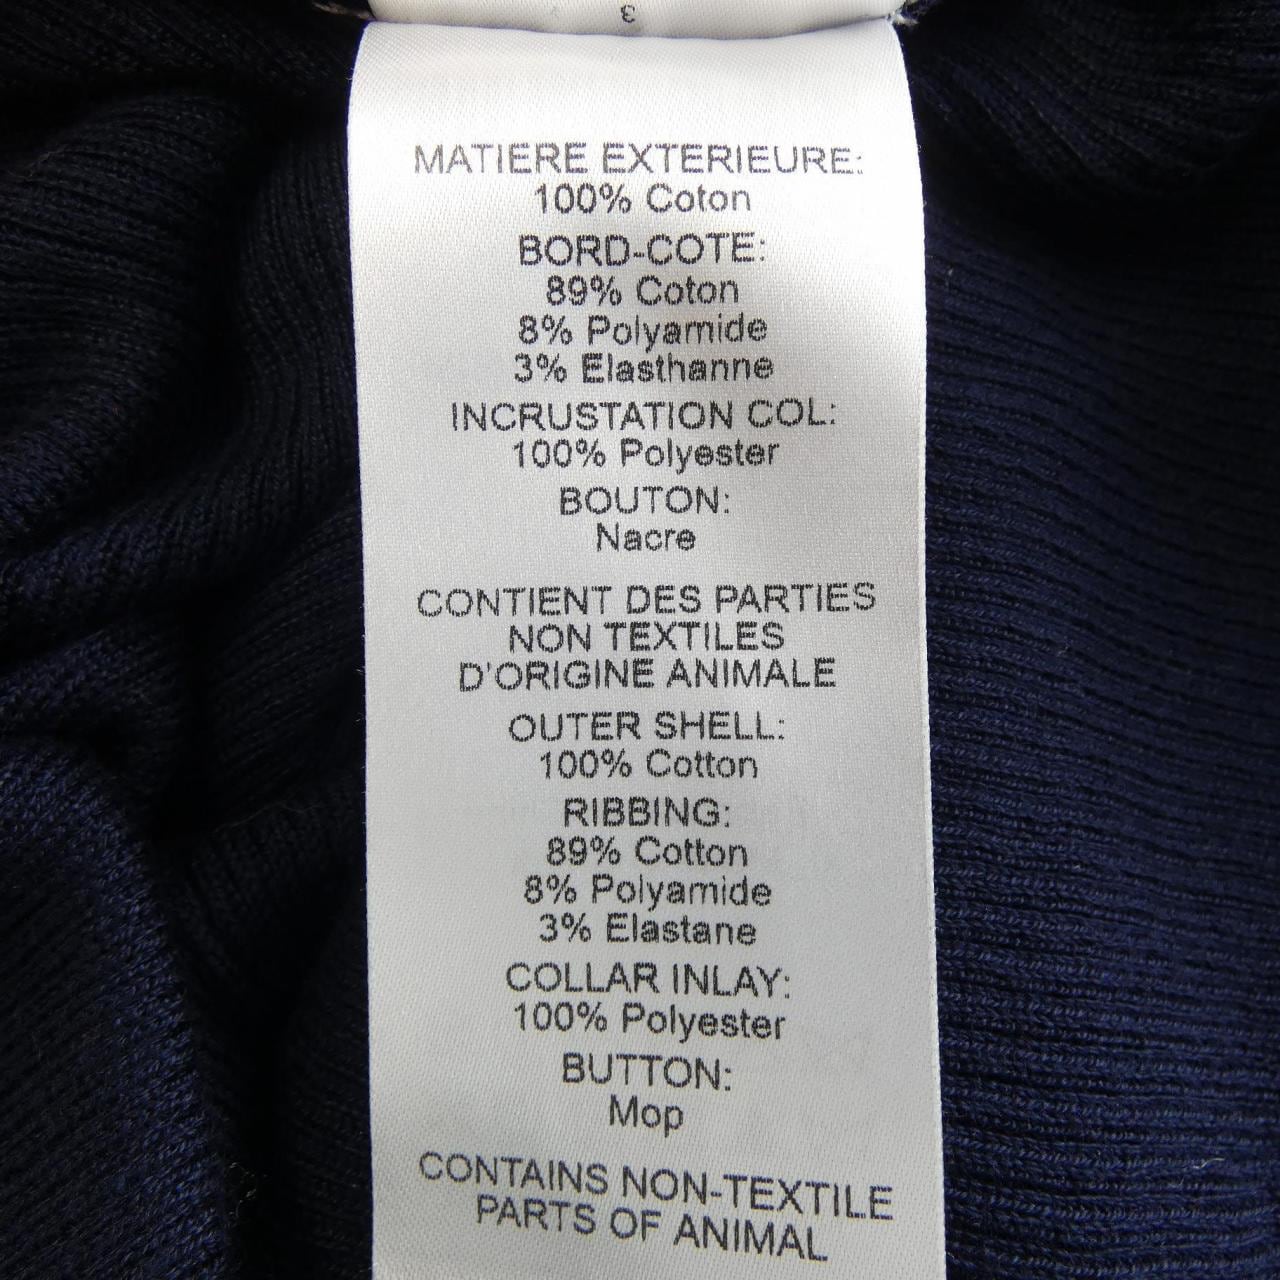 3
MATIERE EXTERIEURE:
100% Coton
BORD-COTE:
89% Coton
8% Polyamide
3% Elasthanne
INCRUSTATION COL:
100% Polyester
BOUTON:
Nacre
CONTIENT DES PARTIES
NON TEXTILES
D'ORIGINE ANIMALE
OUTER SHELL:
100% Cotton
RIBBING:
89% Cotton
8% Polyamide
3% Elastane
COLLAR INLAY:
100% Polyester
BUTTON:
Mop
CONTAINS NON-TEXTILE
PARTS OF ANIMAL